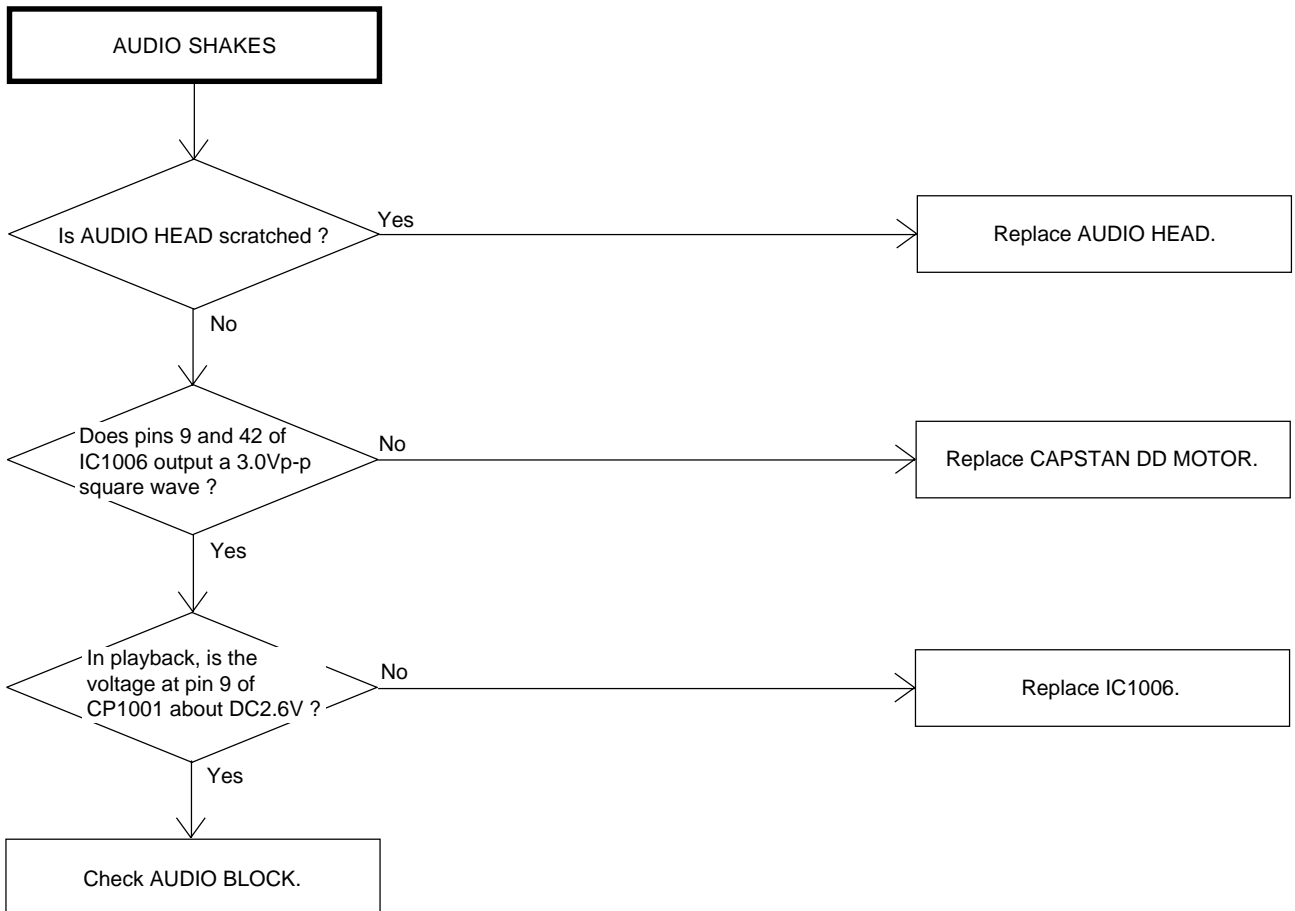 AUDIO SHAKES
Is AUDIO HEAD scratched ?
Yes
Replace AUDIO HEAD.
No
Does pins 9 and 42 of
IC1006 output a 3.0Vp-p
square wave ?
No
Replace CAPSTAN DD MOTOR.
Yes
In playback, is the
voltage at pin 9 of
CP1001 about DC2.6V ?
No
Replace IC1006.
Yes
Check AUDIO BLOCK.